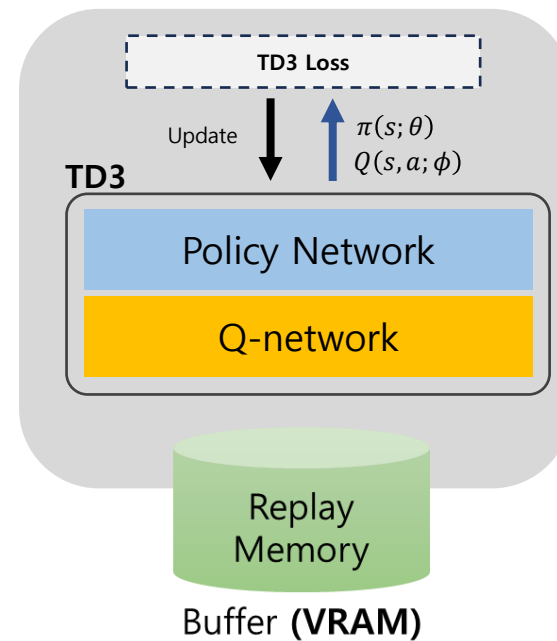 TD3 Loss
Update
π(s; θ)
Q(s, a; ϕ)
TD3
Policy Network
Q-network
Replay
Memory
Buffer (VRAM)